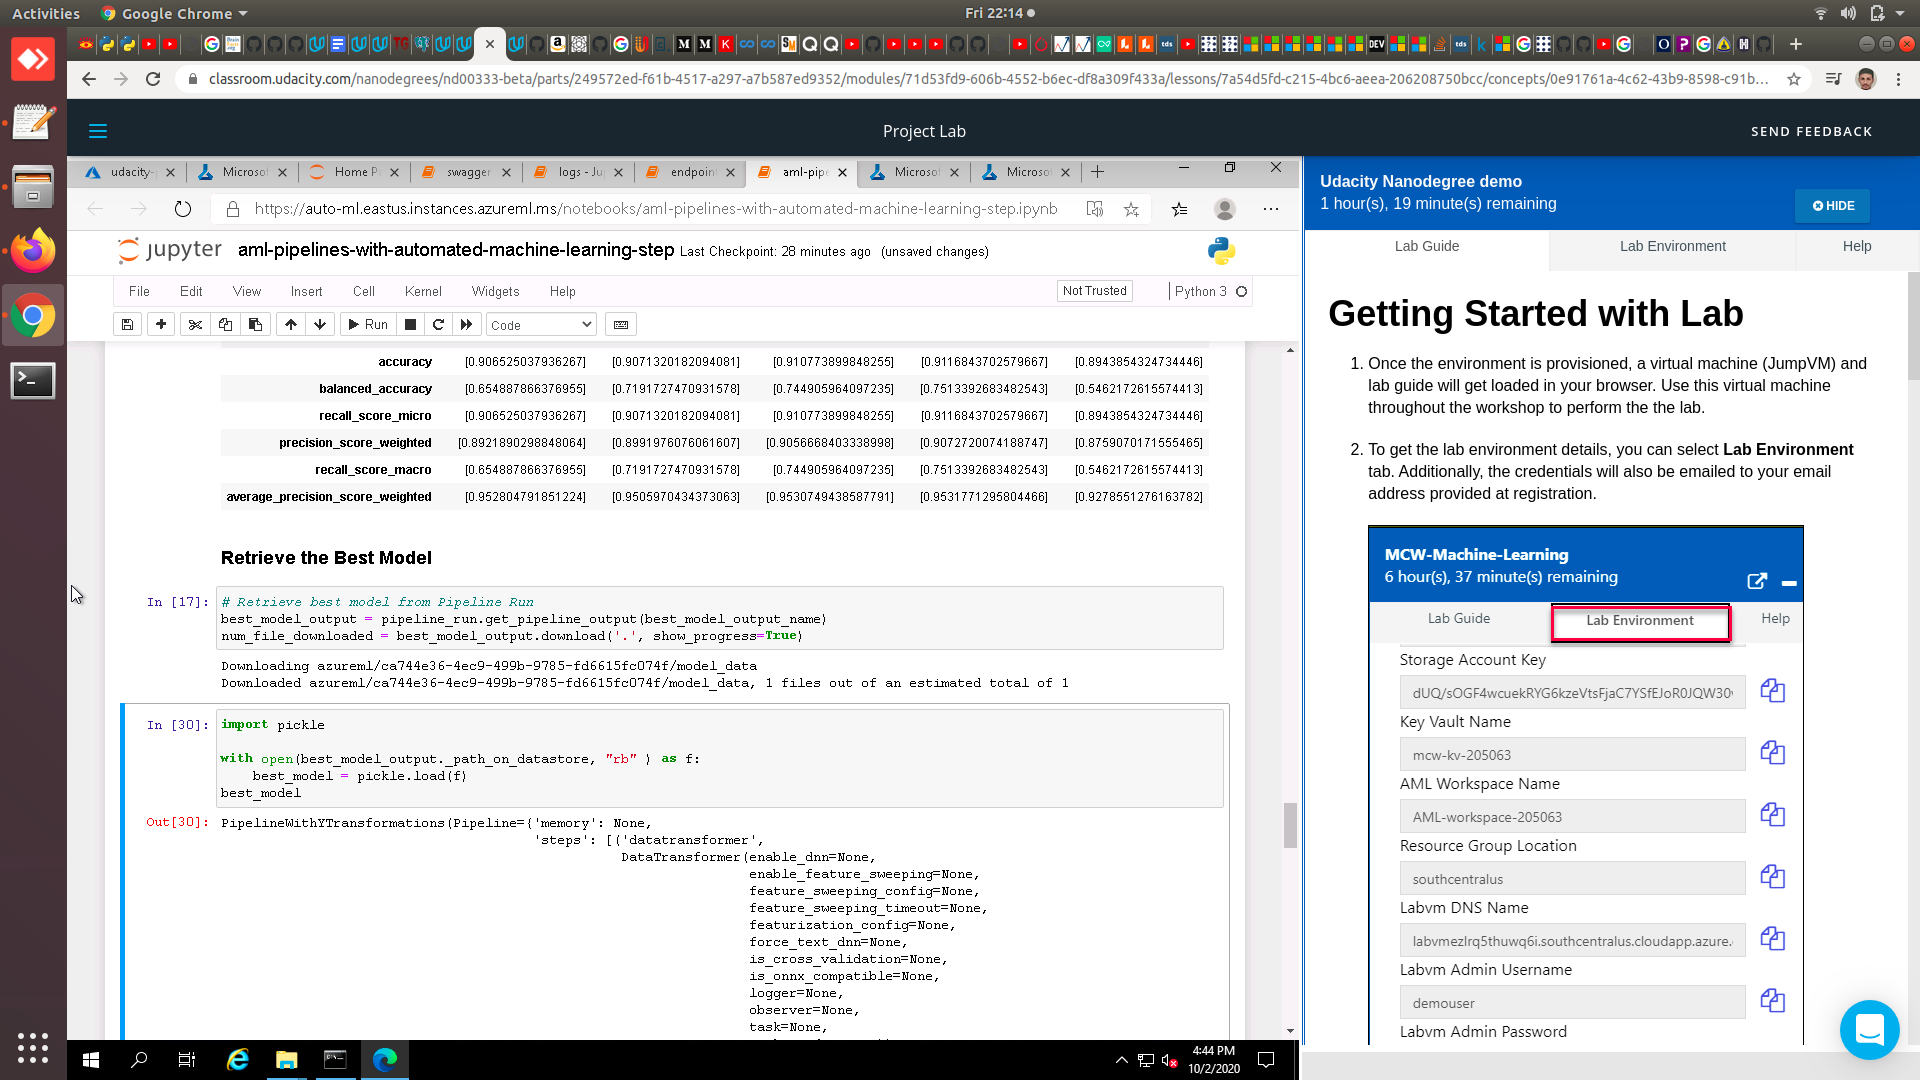 Activities
Google Chrome
Fri 22:14
classroom.udacity.com/nanodegrees/nd00333-beta/parts/249572ed-f61b-4517-a297-a7b587ed9352/modules/71d53fd9-606b-4552-b6ec-df8a309f433a/lessons/7a54d5fd-c215-4bc6-aeea-206208750bcc/concepts/0e91761a-4c62-43b9-8598-c91b...
Project Lab
SEND FEEDBACK
udacity-
Microsof
Home P
swagger
logs - Ju
endpoin
aml-pipe
Microsof
Microsof
https://auto-ml.eastus.instances.azureml.ms/notebooks/aml-pipelines-with-automated-machine-learning-step.ipynb
jupyter
aml-pipelines-with-automated-machine-learning-step Last Checkpoint: 28 minutes ago (unsaved changes)
File Edit View Insert Cell Kernel Widgets Help
Not Trusted
Python 3
Run
Code
accuracy [0.906525037936267] [0.9071320182094081] [0.910773899848255] [0.9116843702579667] [0.8943854324734446]
balanced_accuracy [0.654887866376955] [0.7191727470931578] [0.744905964097235] [0.7513392683482543] [0.5462172615574413]
recall_score_micro [0.906525037936267] [0.9071320182094081] [0.910773899848255] [0.9116843702579667] [0.8943854324734446]
precision_score_weighted [0.8921890298848064] [0.8991976076061607] [0.9056668403338998] [0.9072720074188747] [0.8759070171555465]
recall_score_macro [0.654887866376955] [0.7191727470931578] [0.744905964097235] [0.7513392683482543] [0.5462172615574413]
average_precision_score_weighted [0.952804791851224] [0.9505970434373063] [0.9530749438587791] [0.9531771295804466] [0.9278551276163782]
Retrieve the Best Model
In [17]:
# Retrieve best model from Pipeline Run
best_model_output = pipeline_run.get_pipeline_output(best_model_output_name)
num_file_downloaded = best_model_output.download('.', show_progress=True)
Downloading azureml/ca744e36-4ec9-499b-9785-fd6615fc074f/model_data
Downloaded azureml/ca744e36-4ec9-499b-9785-fd6615fc074f/model_data, 1 files out of an estimated total of 1
In [30]:
import pickle
with open(best_model_output._path_on_datastore, "rb" ) as f:
best_model = pickle.load(f)
best_model
Out[30]:
PipelineWithYTransformations(Pipeline={'memory': None,
'steps': [('datatransformer',
DataTransformer(enable_dnn=None,
enable_feature_sweeping=None,
feature_sweeping_config=None,
feature_sweeping_timeout=None,
featurization_config=None,
force_text_dnn=None,
is_cross_validation=None,
is_onnx_compatible=None,
logger=None,
observer=None,
task=None,
4:44 PM
10/2/2020
Udacity Nanodegree demo
1 hour(s), 19 minute(s) remaining
HIDE
Lab Guide
Lab Environment
Help
Getting Started with Lab
1. Once the environment is provisioned, a virtual machine (JumpVM) and
lab guide will get loaded in your browser. Use this virtual machine
throughout the workshop to perform the the lab.
2. To get the lab environment details, you can select Lab Environment
tab. Additionally, the credentials will also be emailed to your email
address provided at registration.
MCW-Machine-Learning
6 hour(s), 37 minute(s) remaining
Lab Guide
Lab Environment
Help
Storage Account Key
dUQ/sOGF4wcuekRYG6kzeVtsFjaC7YSfEJoR0JQW30
Key Vault Name
mcw-kv-205063
AML Workspace Name
AML-workspace-205063
Resource Group Location
southcentralus
Labvm DNS Name
labvmezlrq5thuwq6i.southcentralus.cloudapp.azure.
Labvm Admin Username
demouser
Labvm Admin Password